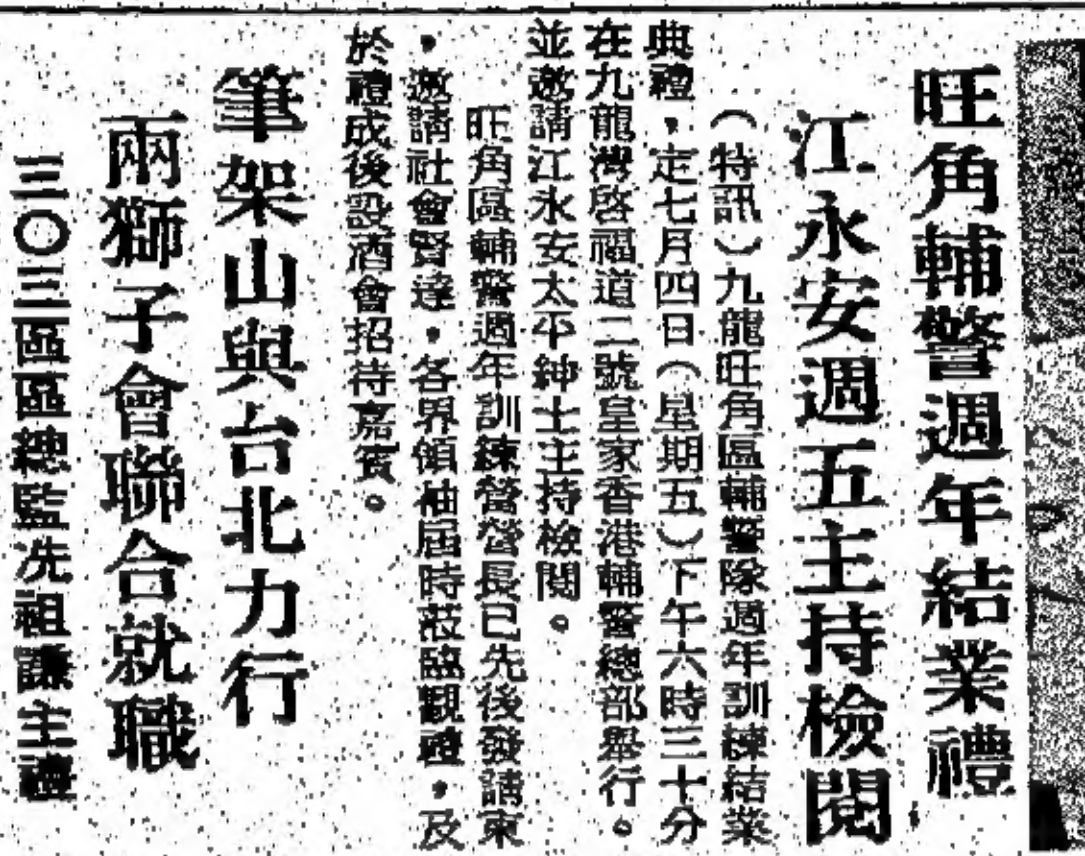 旺角輔警週年結業禮
江永安週五主持檢閱
（特訊）九龍旺角區輔警隊週年訓練結業
典禮，定七月四日（星期五）下午六時三十分
在九龍灣啓福道二號皇家香港輔警總部舉行。
並邀請江永安太平紳士主持檢閱。
旺角區輔警週年訓練營營長已先後發請柬
，邀請社會賢達，各界領袖屆時蒞臨觀禮，及
於禮成後設酒會招待嘉賓。
筆架山與台北力行
兩獅子會聯合就職
三〇三區區總監冼祖謙主禮